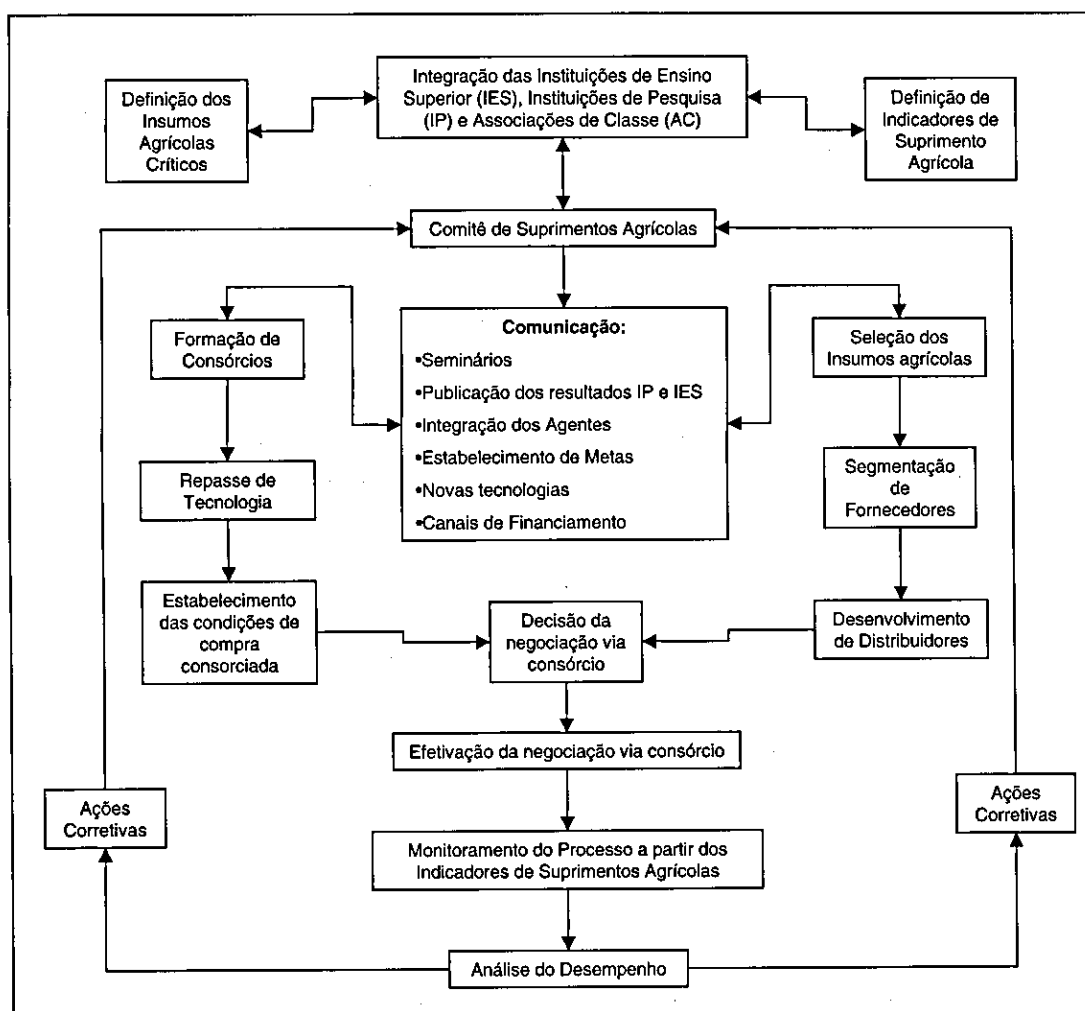 Integração das Instituições de Ensino
Superior (IES), Instituições de Pesquisa
(IP) e Associações de Classe (AC)
Definição dos
Insumos
Agrícolas
Críticos
Definição de
Indicadores de
Suprimento
Agrícola
Comitê de Suprimentos Agrícolas
Formação de
Consórcios
Comunicação:
•Seminários
•Publicação dos resultados IP e IES
•Integração dos Agentes
•Estabelecimento de Metas
•Novas tecnologias
•Canais de Financiamento
Seleção dos
Insumos agrícolas
Repasse de
Tecnologia
Segmentação
de
Fornecedores
Estabelecimento
das condições de
compra
consorciada
Decisão da
negociação via
consórcio
Desenvolvimento
de Distribuidores
Efetivação da negociação via consórcio
Ações
Corretivas
Ações
Corretivas
Monitoramento do Processo a partir dos
Indicadores de Suprimentos Agrícolas
Análise do Desempenho